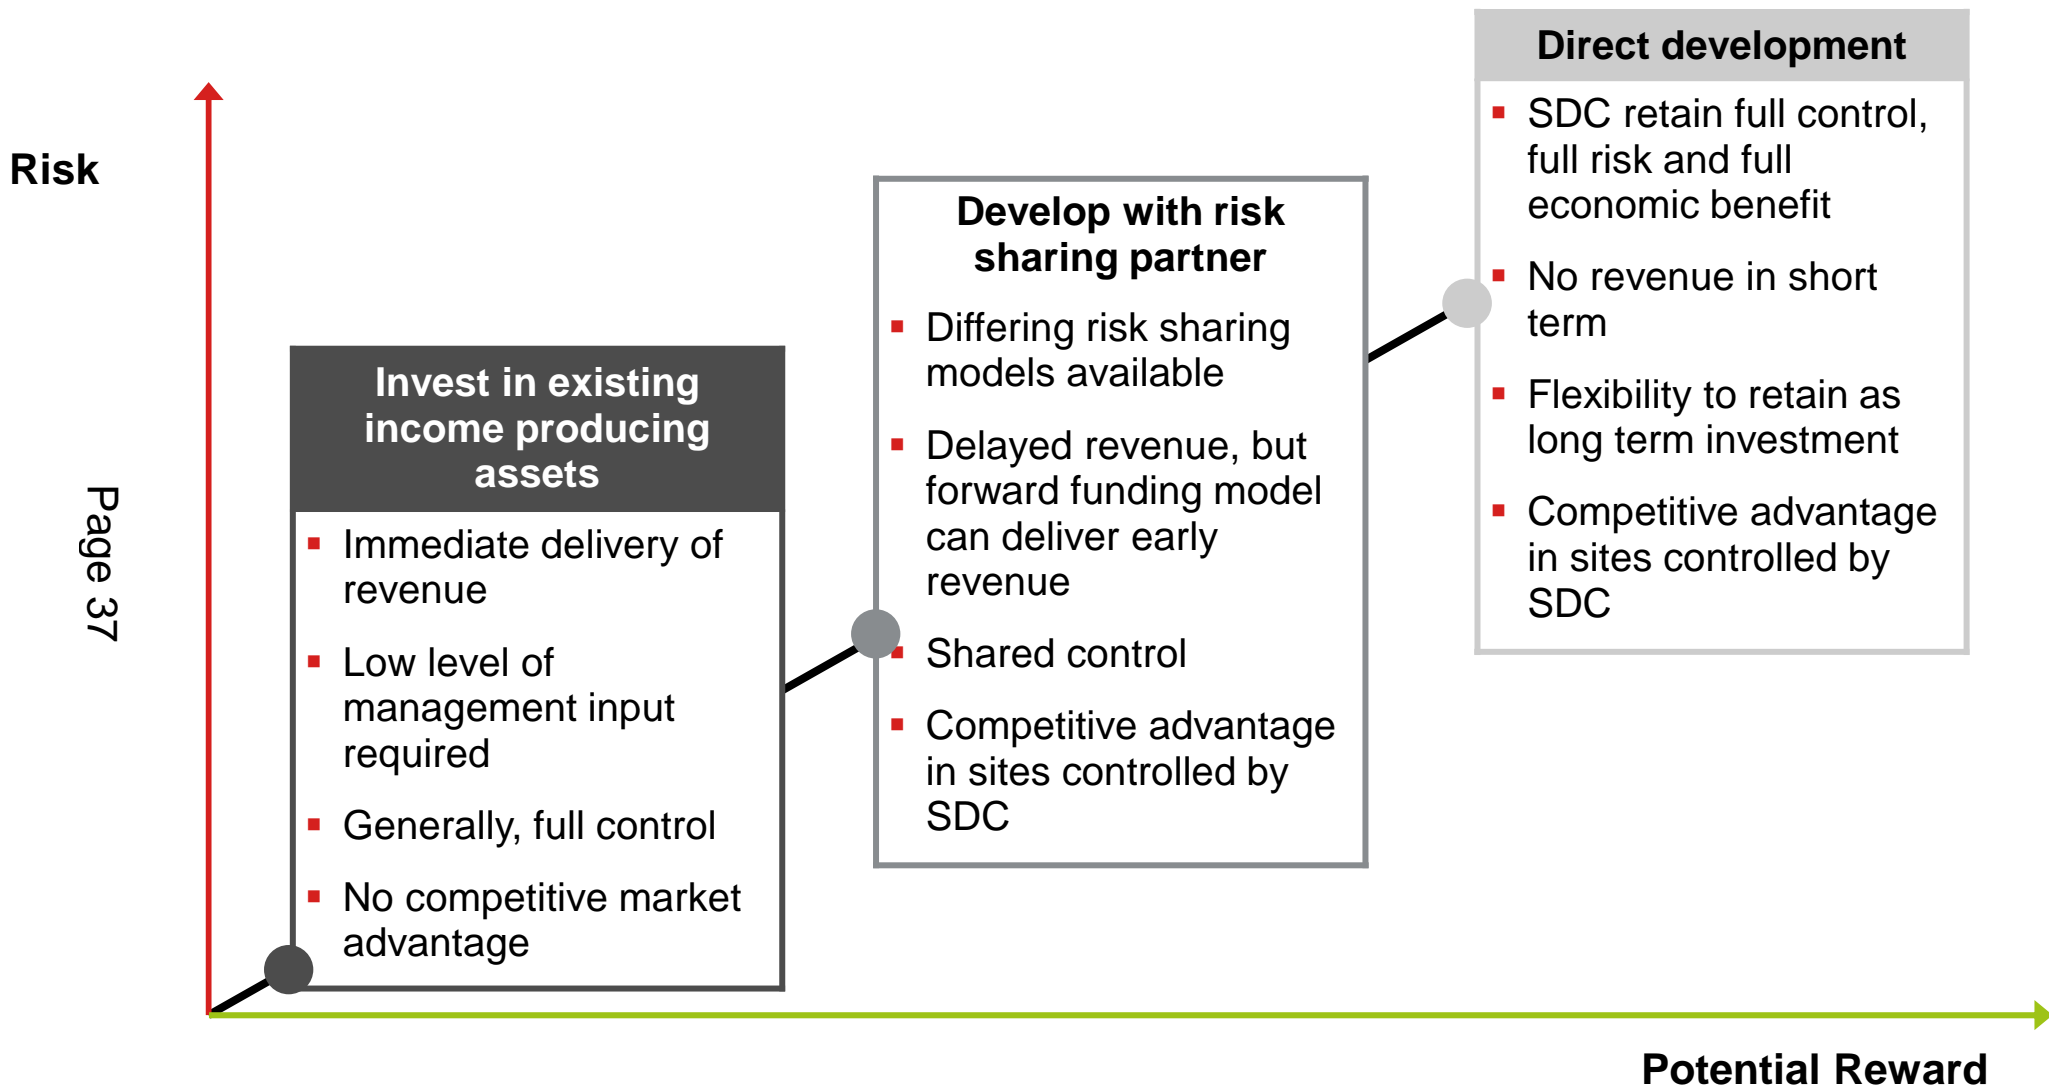 Risk
Page 37
Invest in existing
income producing
assets
Immediate delivery of
revenue
Low level of
management input
required
Generally, full control
No competitive market
advantage
Develop with risk
sharing partner
Differing risk sharing
models available
Delayed revenue, but
forward funding model
can deliver early
revenue
Shared control
Competitive advantage
in sites controlled by
SDC
Direct development
SDC retain full control,
full risk and full
economic benefit
No revenue in short
term
Flexibility to retain as
long term investment
Competitive advantage
in sites controlled by
SDC
Potential Reward